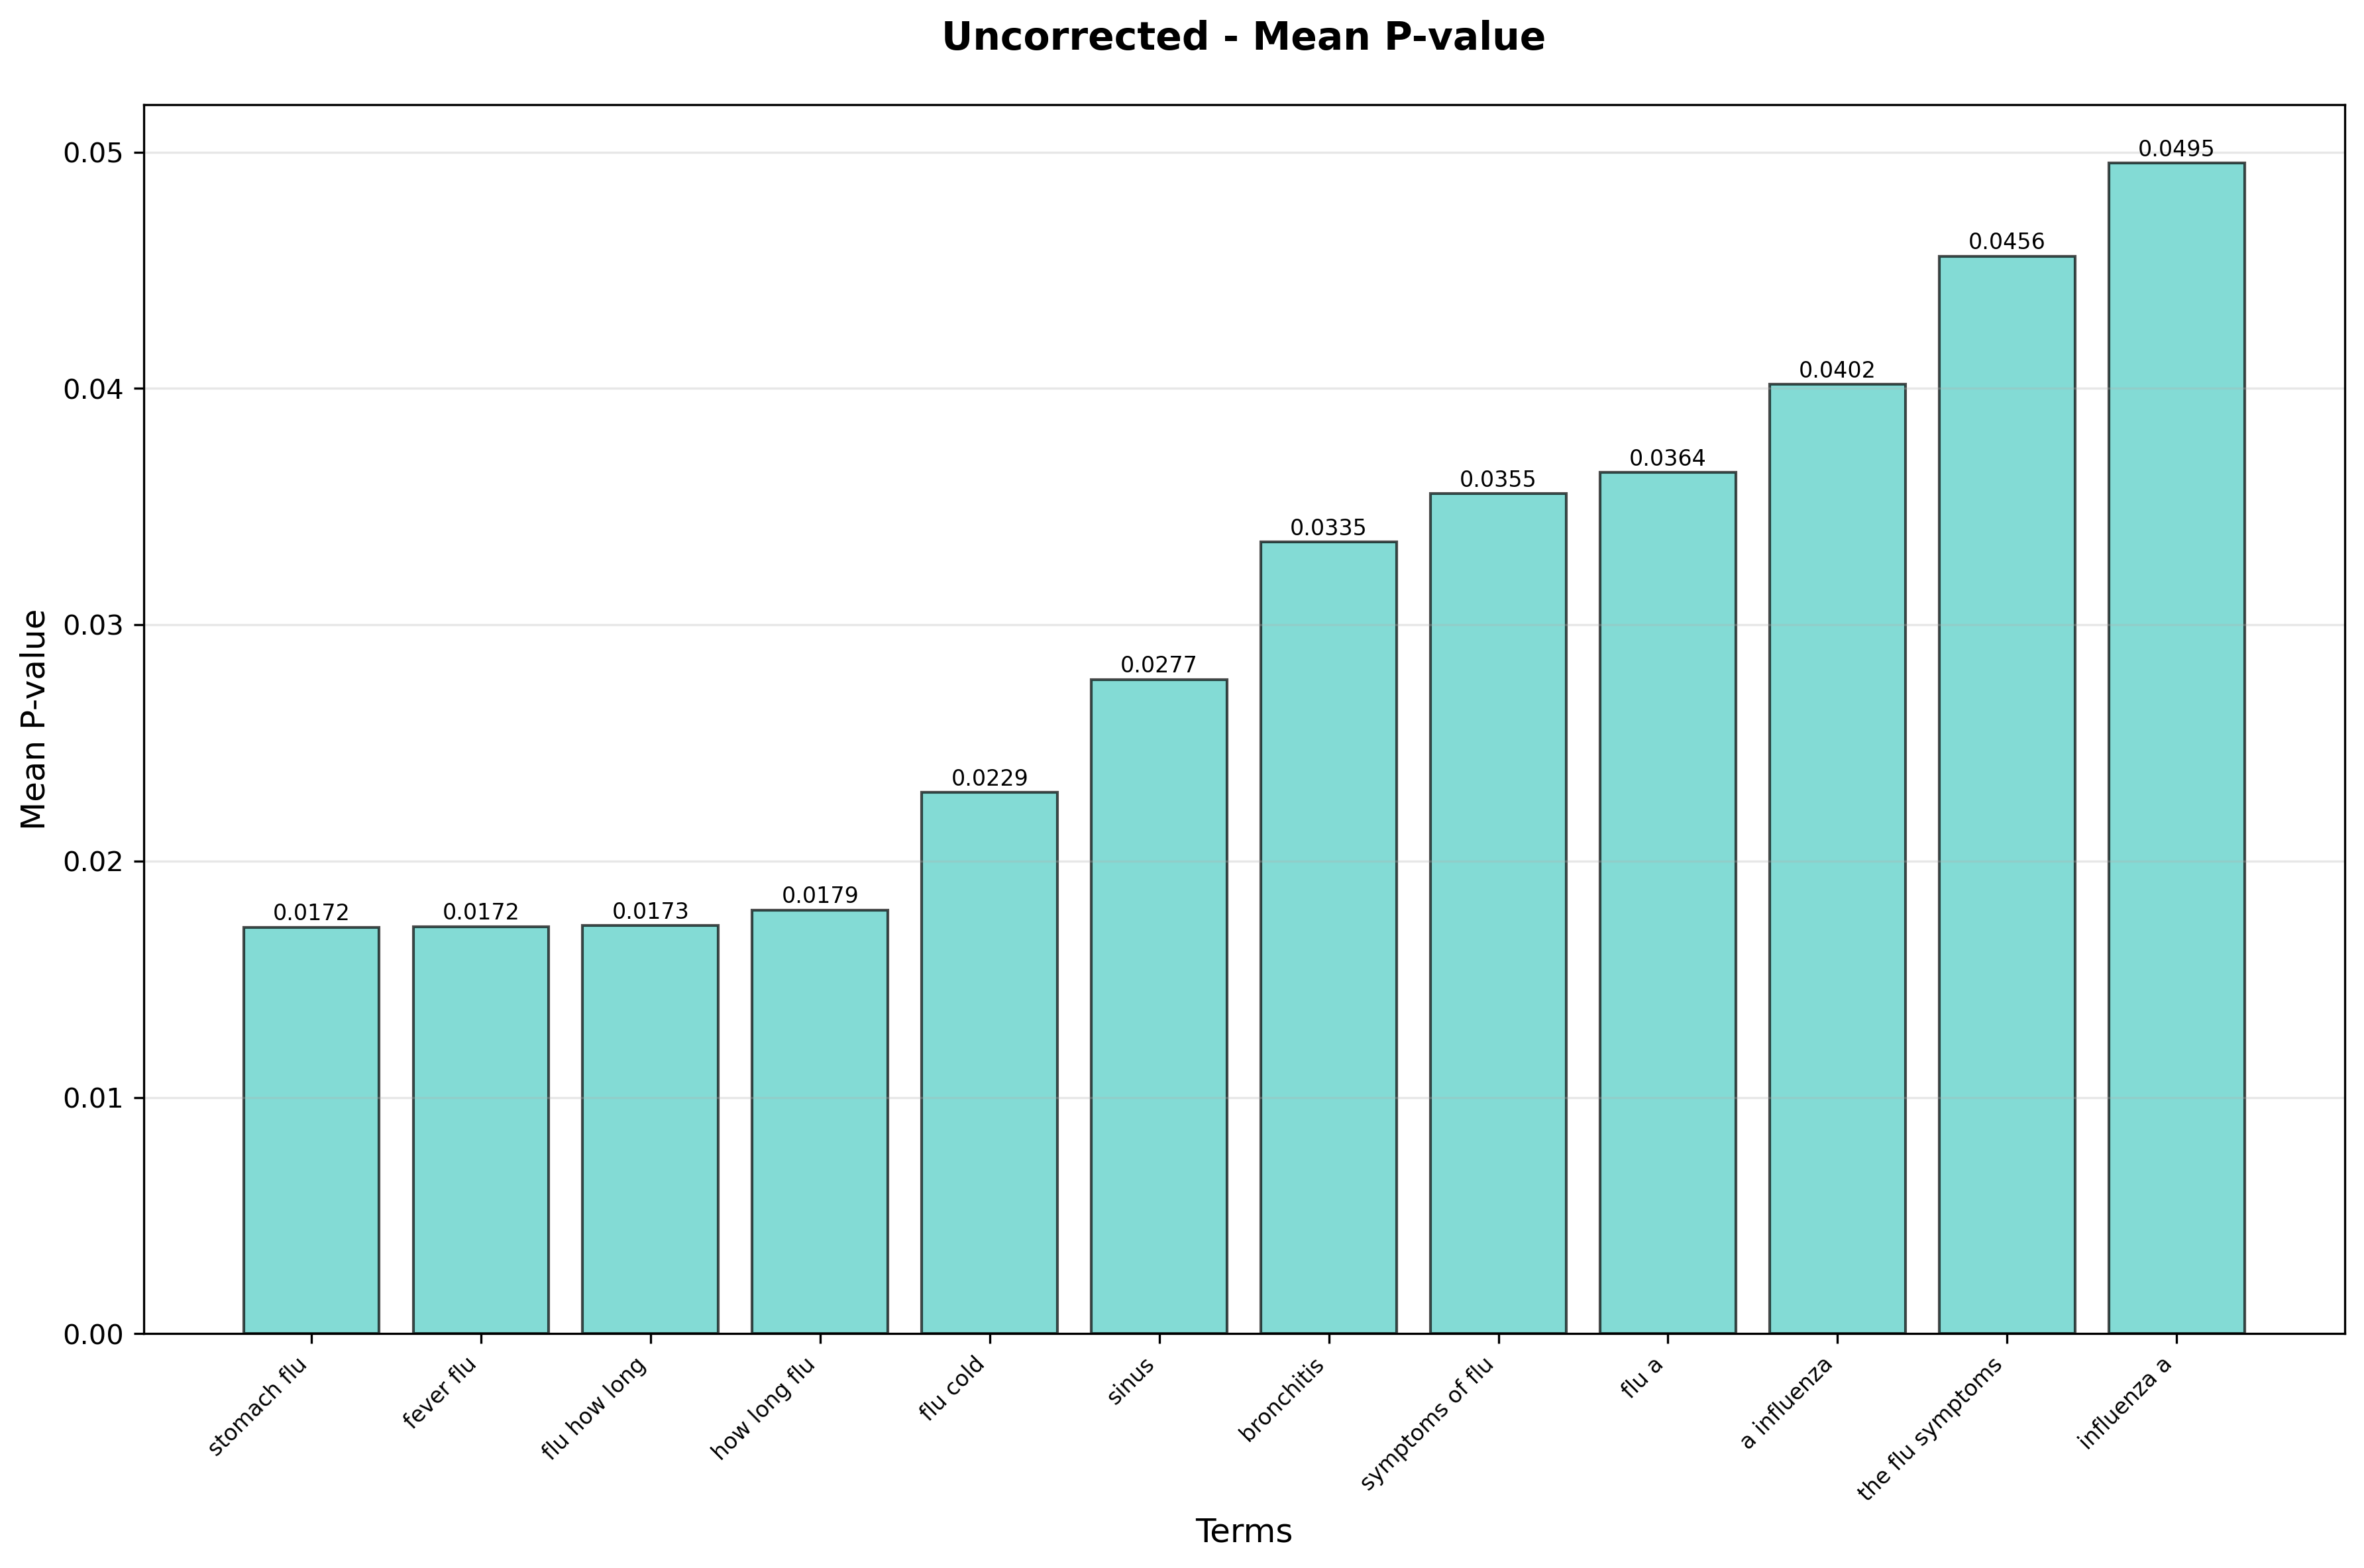 Uncorrected - Mean P-value
Mean P-value
0.05
0.04
0.03
0.02
0.01
0.00
0.0172
0.0172
0.0173
0.0179
0.0229
0.0277
0.0335
0.0355
0.0364
0.0402
0.0456
0.0495
stomach flu
fever flu
flu how long
how long flu
flu cold
sinus
bronchitis
symptoms of flu
flu a
a influenza
the flu symptoms
influenza a
Terms